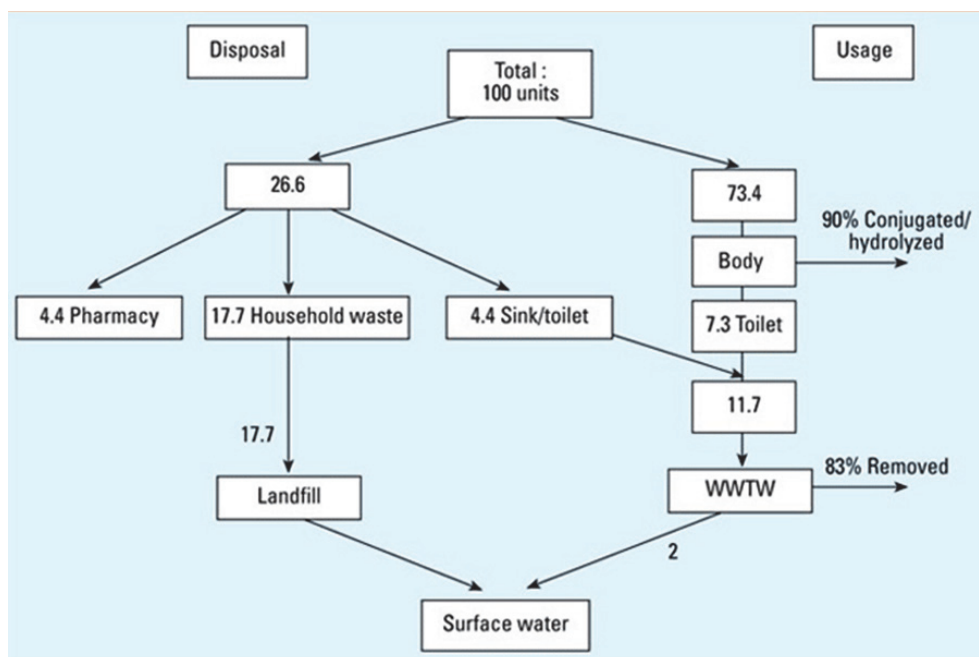 Disposal
Usage
Total :
100 units
26.6
73.4
90% Conjugated/
hydrolyzed
Body
4.4 Pharmacy
17.7 Household waste
4.4 Sink/toilet
7.3 Toilet
11.7
17.7
83% Removed
Landfill
WWTW
2
Surface water